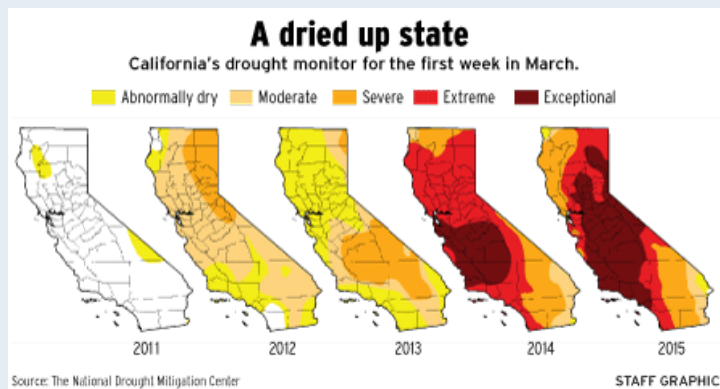 A dried up state
California's drought monitor for the first week in March.
Abnormally dry Moderate Severe Extreme Exceptional
2011 2012 2013 2014 2015
Source: The National Drought Mitigation Center STAFF GRAPHIC